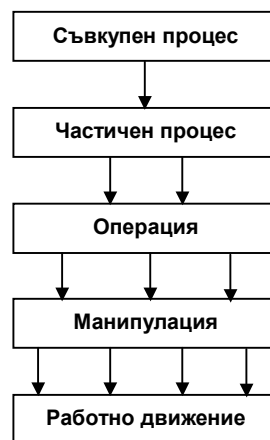 Съвкупен процес
Частичен процес
Операция
Манипулация
Работно движение